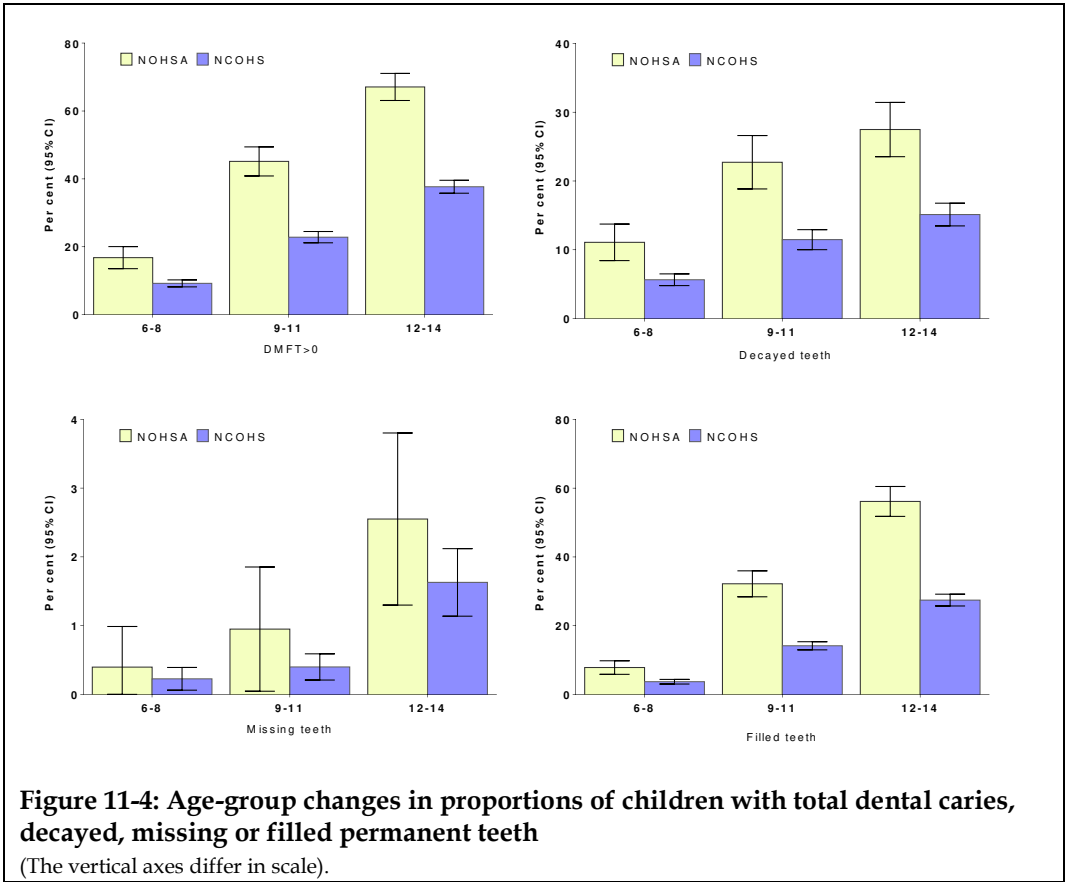 80
60
40
20
0
Per cent (95% CI)
NOHSA NCOHS
6-8 9-11 12-14
DMFT>0
40
30
20
10
0
Per cent (95% CI)
NOHSA NCOHS
6-8 9-11 12-14
Decayed teeth
4
3
2
1
0
Per cent (95% CI)
NOHSA NCOHS
6-8 9-11 12-14
Missing teeth
80
60
40
20
0
Per cent (95% CI)
NOHSA NCOHS
6-8 9-11 12-14
Filled teeth
Figure 11-4: Age-group changes in proportions of children with total dental caries,
decayed, missing or filled permanent teeth
(The vertical axes differ in scale).